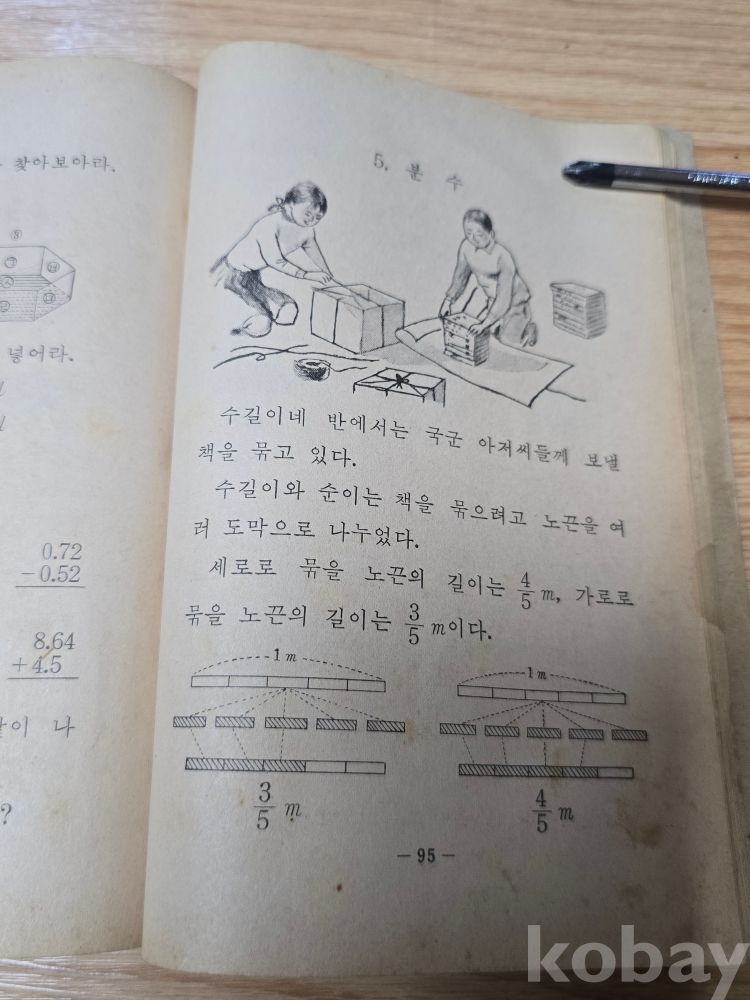 찾아보아라.
넣어라.
0.72
-0.52
8.64
+4.5
이 나
?
5. 분 수
수길이네 반에서는 국군 아저씨들께 보낼
책을 묶고 있다.
수길이와 순이는 책을 묶으려고 노끈을 여
러 도막으로 나누었다.
세로로 묶을 노끈의 길이는 4/5 m, 가로로
묶을 노끈의 길이는 3/5 m이다.
1 m
1 m
3/5 m
4/5 m
- 95 -
kobay